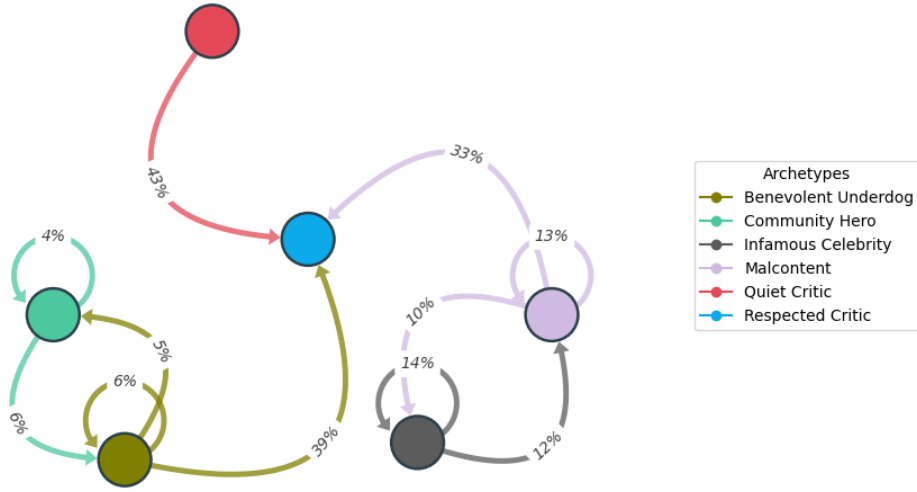 43%
33%
4%
13%
10%
5%
14%
6%
6%
39%
12%
Archetypes
Benevolent Underdog
Community Hero
Infamous Celebrity
Malcontent
Quiet Critic
Respected Critic